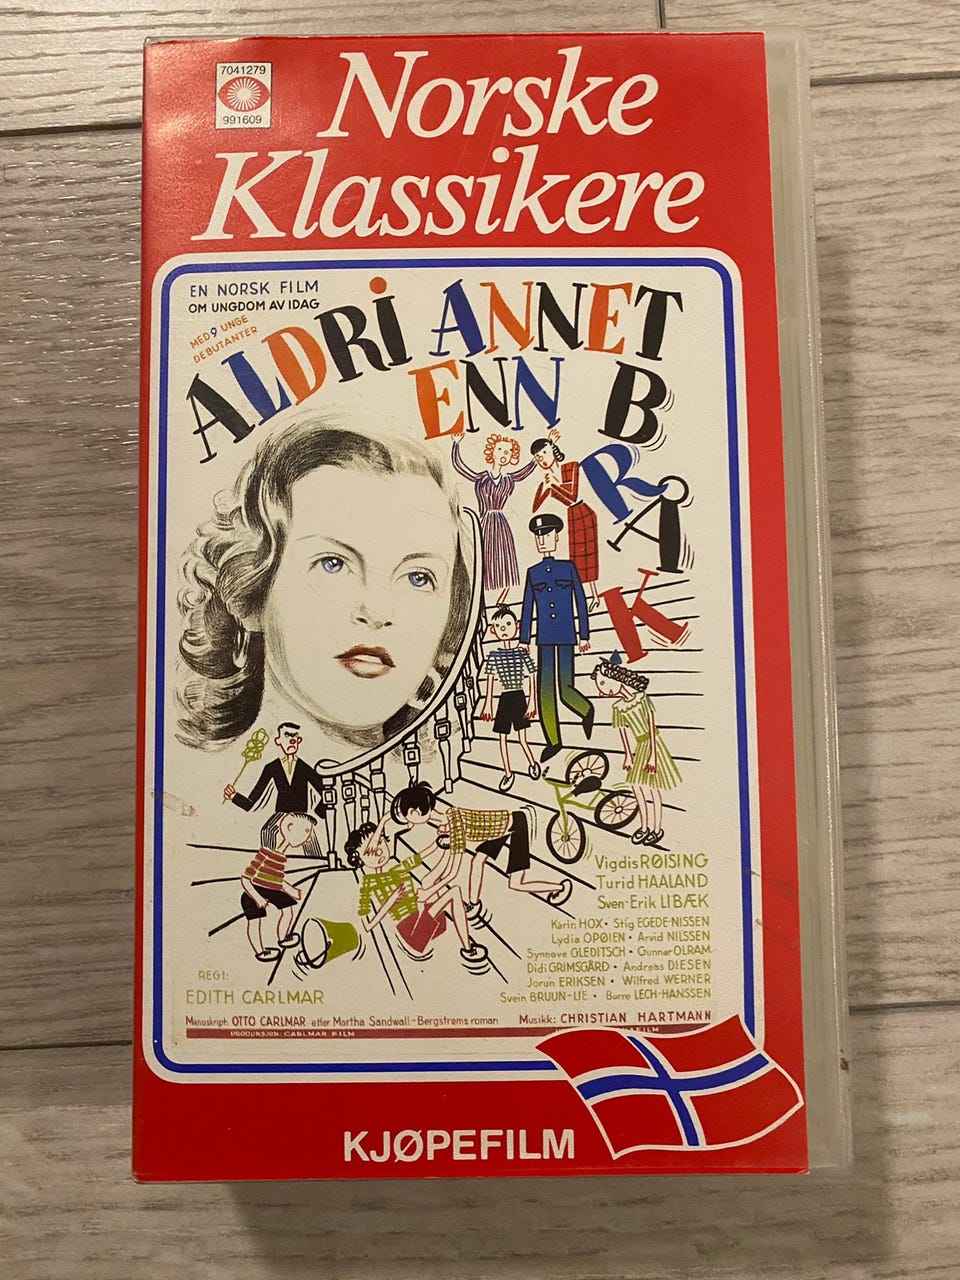 7041279
991609
Norske
Klassikere
EN NORSK FILM
OM UNGDOM AV IDAG
MED 9 UNGE
DEBUTANTER
ALDRI ANNET
ENN BRÅK
Vigdis RØISING
Turid HAALAND
Sven-Erik LIBÆK
Karin HOX • Stig EGEDE-NISSEN
Lydia OPØIEN • Arvid NILSSEN
Synnøve GLEDITSCH • Gunnar OLRAM
Didi GRIMSGÅRD • Andreas DIESEN
Jorun ERIKSEN • Wilfred WERNER
Svein BRUUN-LIE • Burre LECH-HANSSEN
REGI:
EDITH CARLMAR
Manuskript: OTTO CARLMAR etter Martha Sandwall-Bergstrøms roman
Musikk: CHRISTIAN HARTMANN
PRODUKSJON: CARLMAR FILM
KJØPEFILM